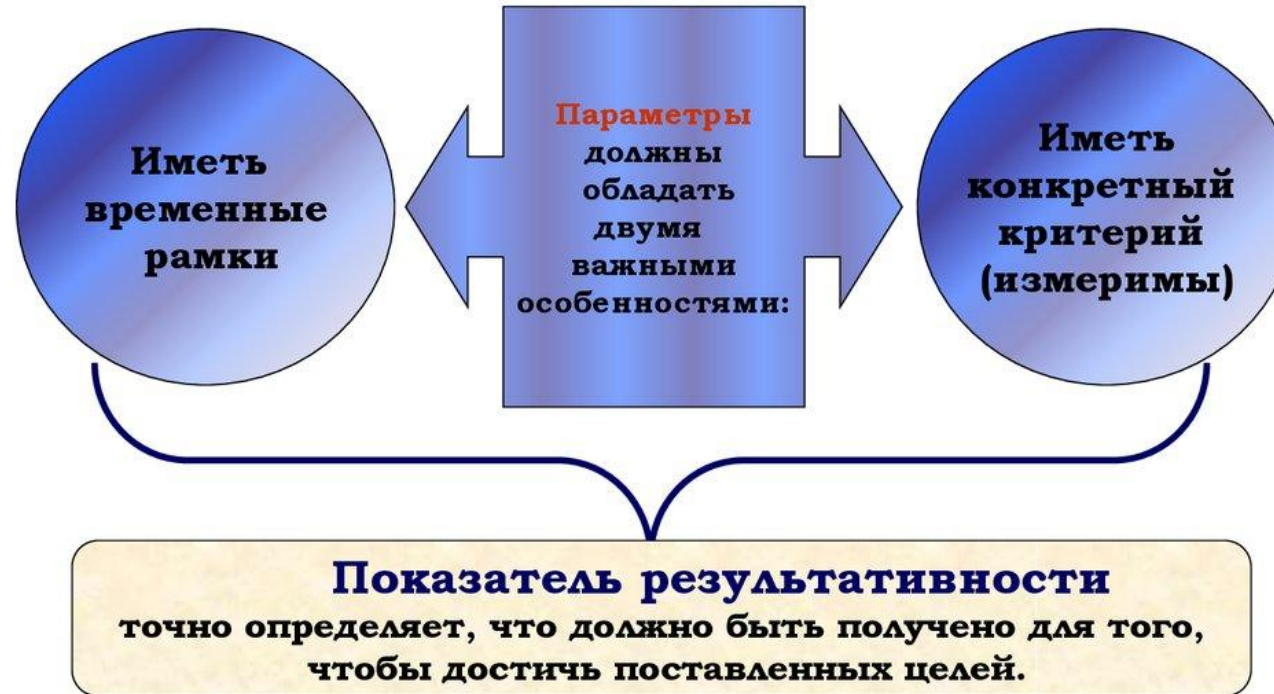 Иметь
временные
рамки
Параметры
должны
обладать
двумя
важными
особенностями:
Иметь
конкретный
критерий
(измеримы)
Показатель результативности
точно определяет, что должно быть получено для того,
чтобы достичь поставленных целей.